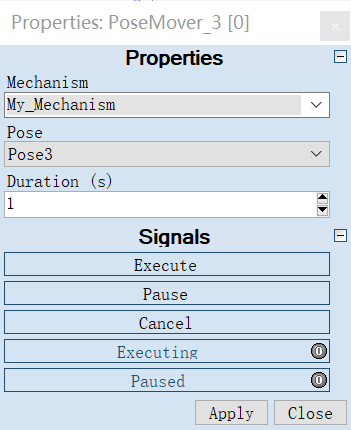 Properties: PoseMover_3 [0]
Properties
Mechanism
My_Mechanism
Pose
Pose3
Duration (s)
1
Signals
Execute
Pause
Cancel
Executing 0
Paused 0
Apply Close